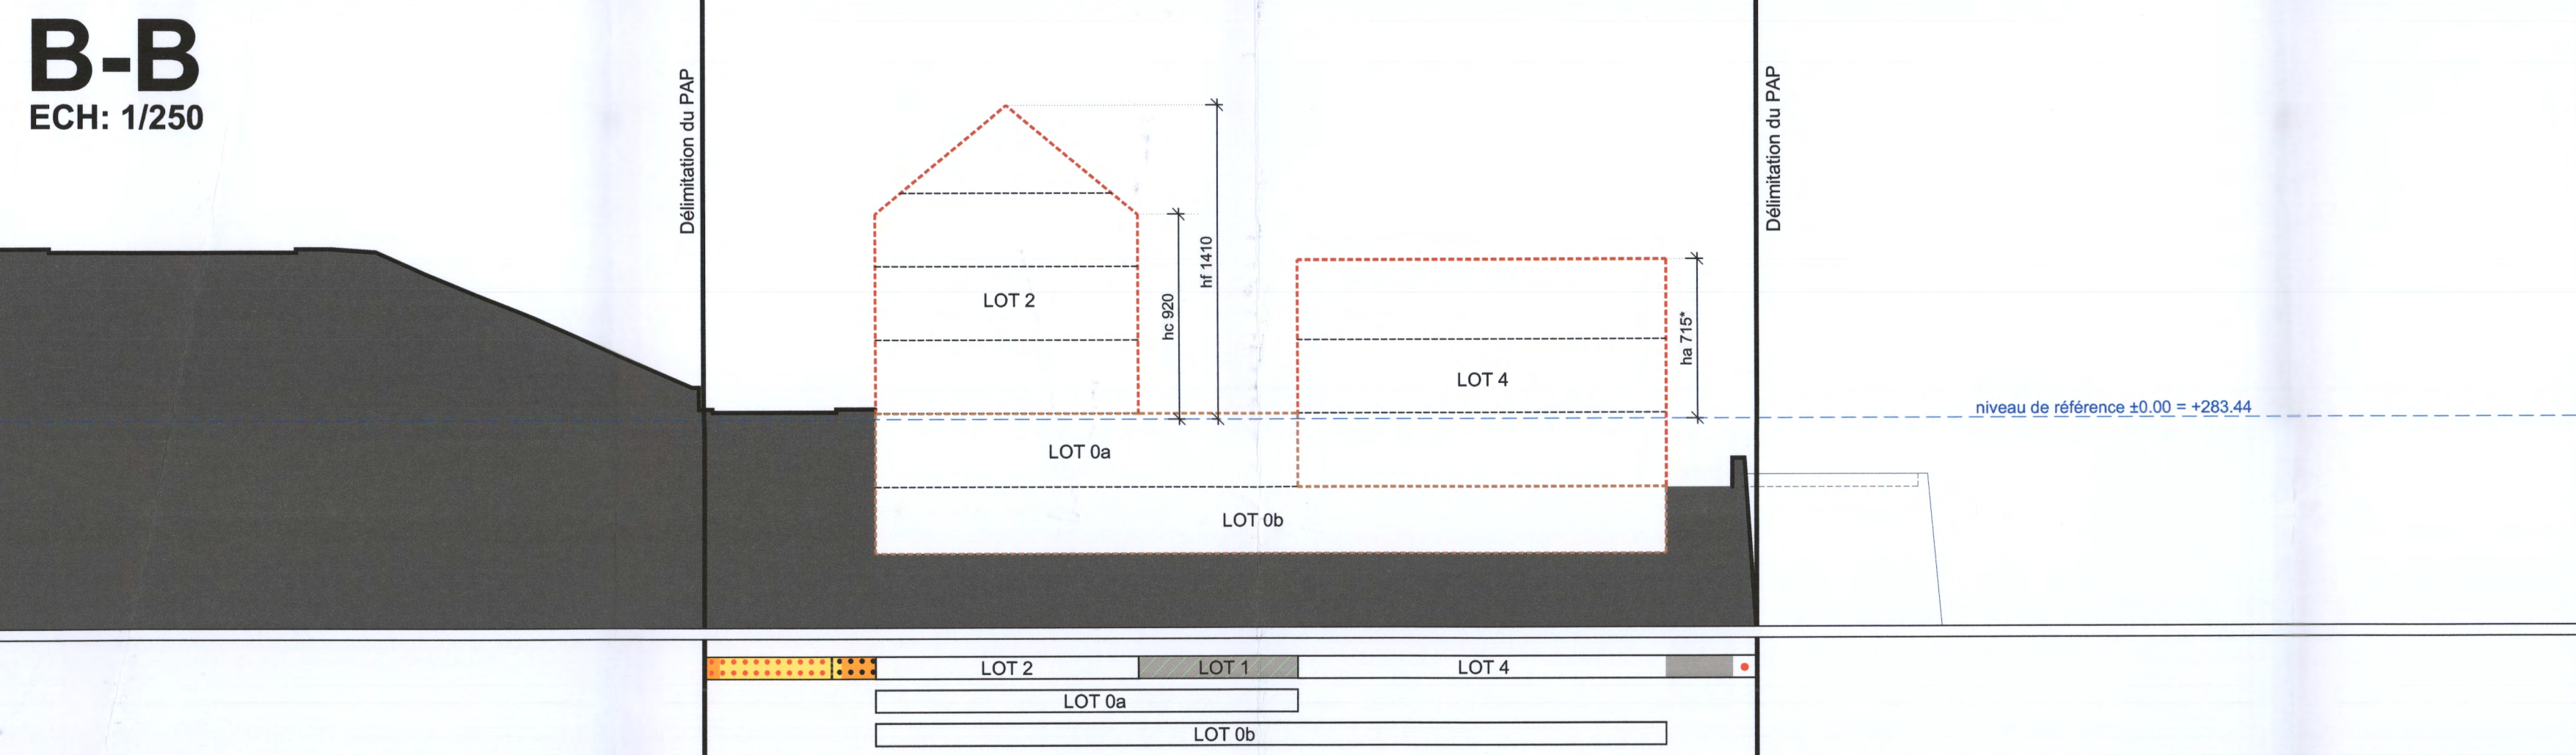 B-B
ECH: 1/250
Délimitation du PAP
Délimitation du PAP
hf 1410
hc 920
LOT 2
ha 715*
LOT 4
niveau de référence ±0.00 = +283.44
LOT 0a
LOT 0b
LOT 2
LOT 1
LOT 4
LOT 0a
LOT 0b